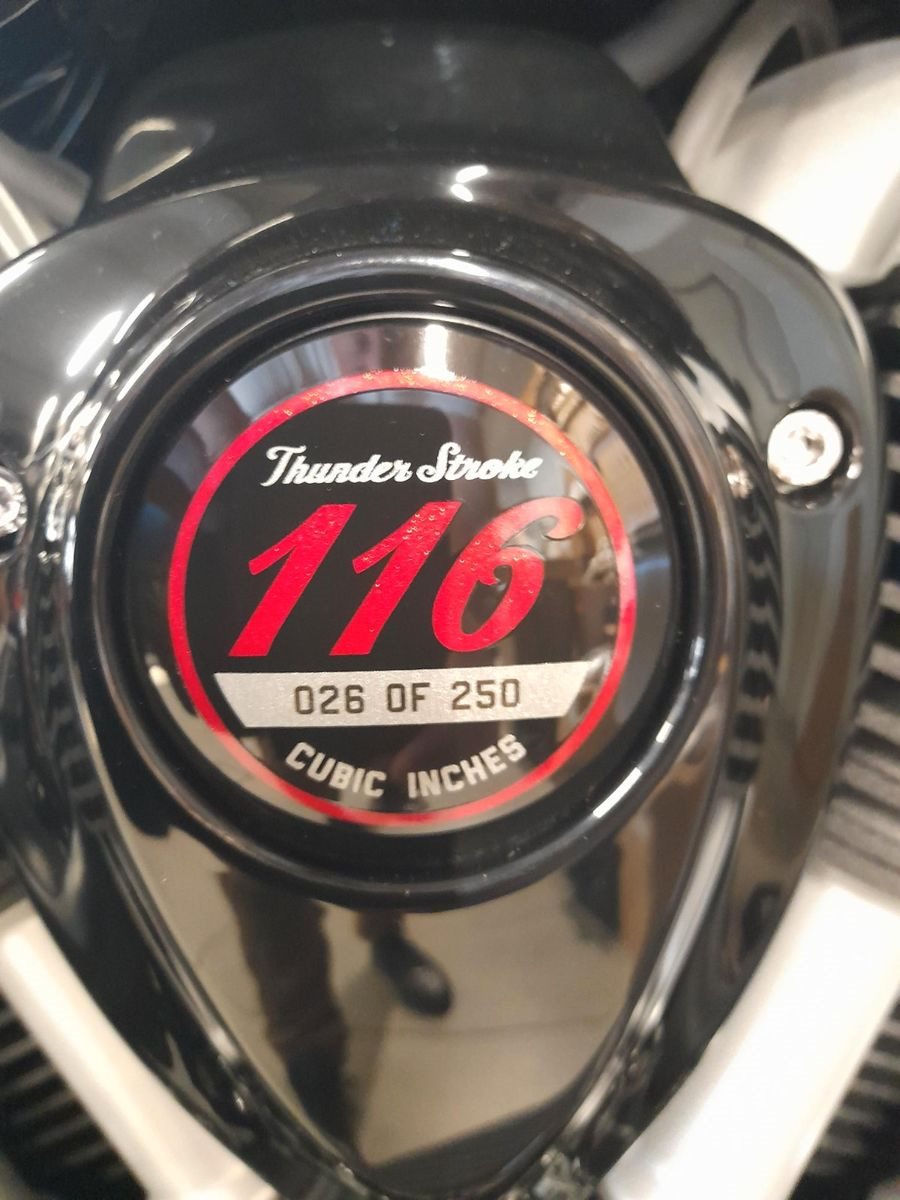 Thunder Stroke
116
026 OF 250
CUBIC INCHES